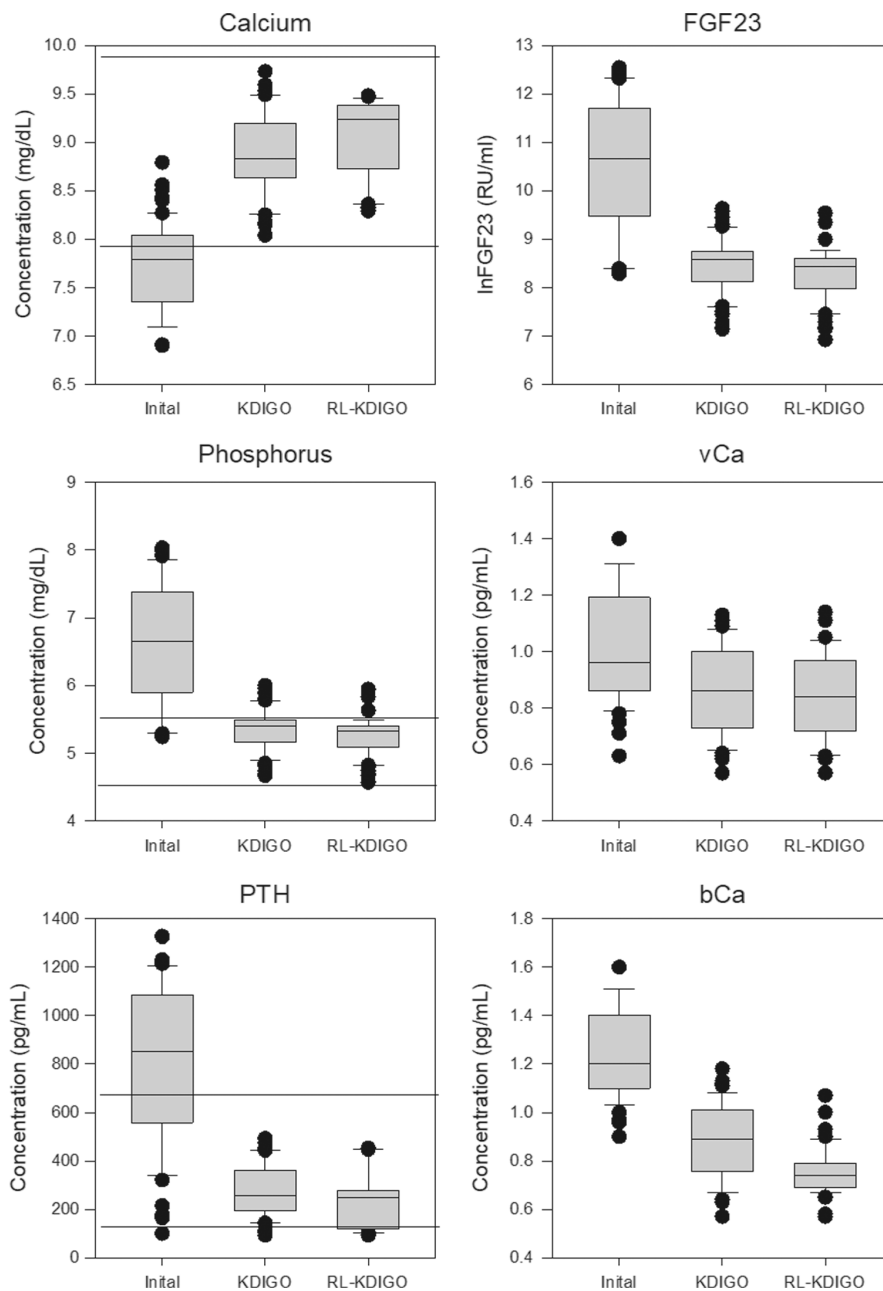 Calcium
Concentration (mg/dL)
10.0
9.5
9.0
8.5
8.0
7.5
7.0
6.5
Inital KDIGO RL-KDIGO
FGF23
lnFGF23 (RU/ml)
13
12
11
10
9
8
7
6
Inital KDIGO RL-KDIGO
Phosphorus
Concentration (mg/dL)
9
8
7
6
5
4
Inital KDIGO RL-KDIGO
vCa
Concentration (pg/mL)
1.6
1.4
1.2
1.0
0.8
0.6
0.4
Inital KDIGO RL-KDIGO
PTH
Concentration (pg/mL)
1400
1200
1000
800
600
400
200
0
Inital KDIGO RL-KDIGO
bCa
Concentration (pg/mL)
1.8
1.6
1.4
1.2
1.0
0.8
0.6
0.4
Inital KDIGO RL-KDIGO